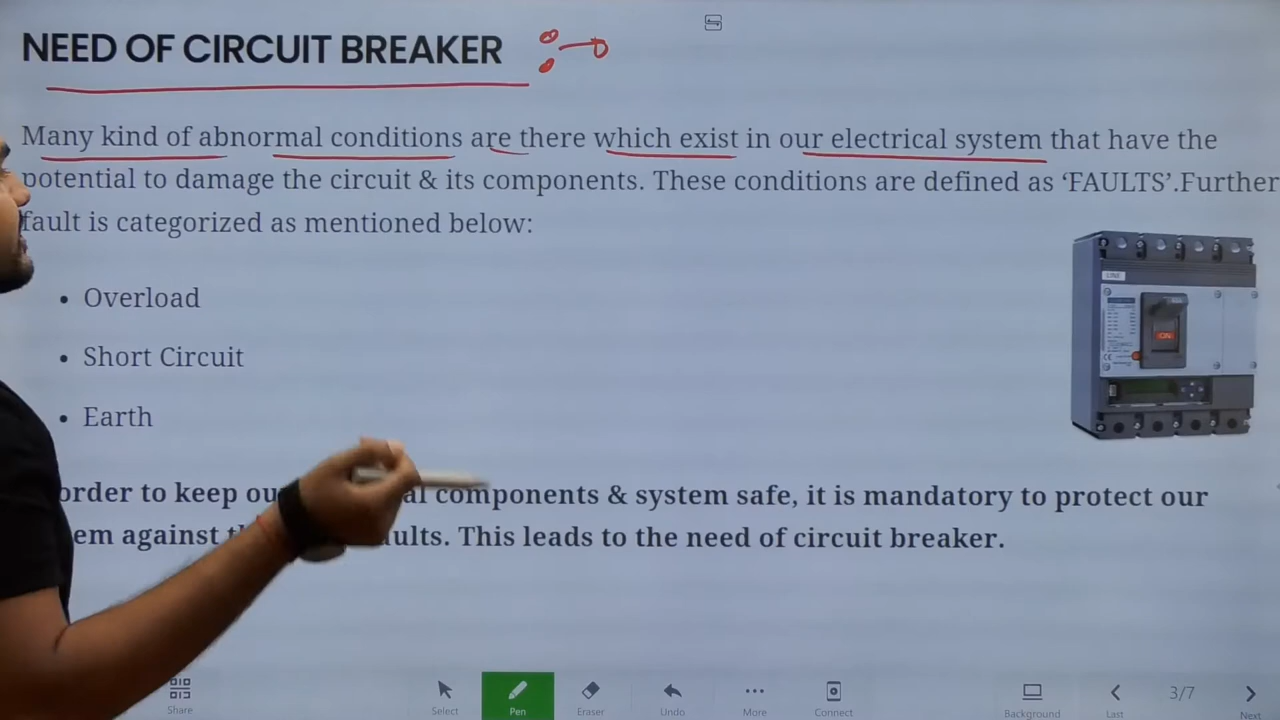 NEED OF CIRCUIT BREAKER
Many kind of abnormal conditions are there which exist in our electrical system that have the
potential to damage the circuit & its components. These conditions are defined as ‘FAULTS’.Further
fault is categorized as mentioned below:
• Overload
• Short Circuit
• Earth
LINE
ION
CE
order to keep components & system safe, it is mandatory to protect our
against This leads to the need of circuit breaker.
Share
Select
Pen
Eraser
Undo
More
Connect
Background
Last
3/7
Next